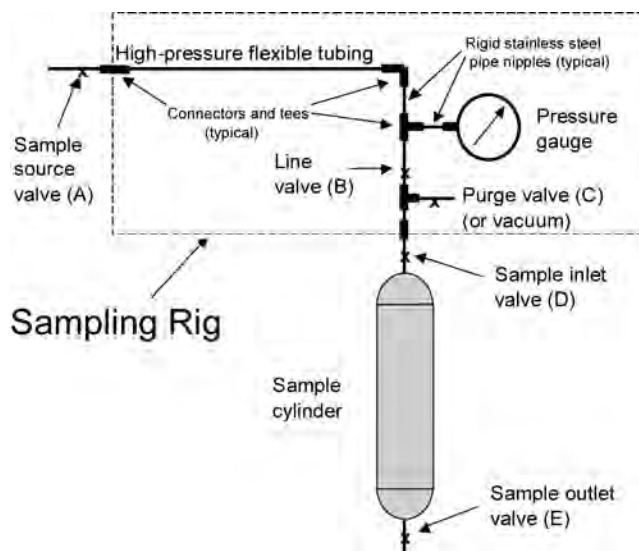 High-pressure flexible tubing
Rigid stainless steel
pipe nipples (typical)
Connectors and tees
(typical)
Pressure
gauge
Sample
source
valve (A)
Line
valve (B)
Purge valve (C)
(or vacuum)
Sample inlet
valve (D)
Sampling Rig
Sample
cylinder
Sample outlet
valve (E)